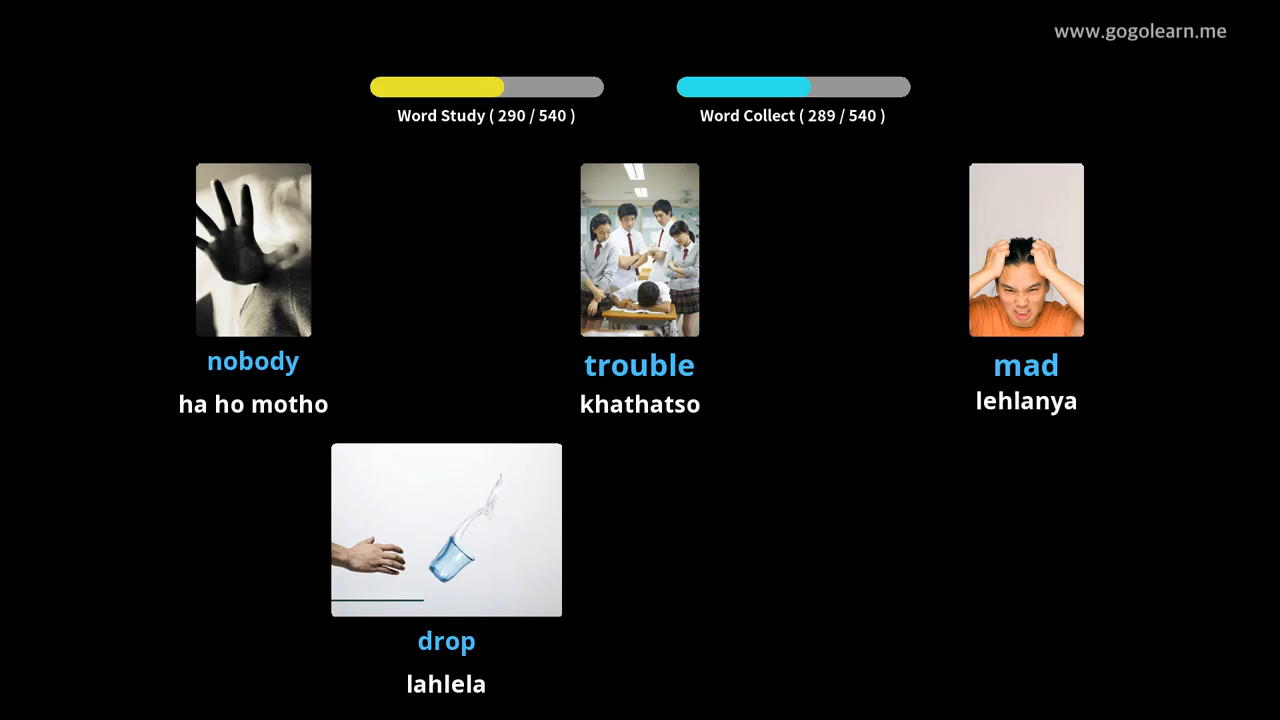 www.gogolearn.me
Word Study ( 290 / 540 )
Word Collect ( 289 / 540 )
nobody
ha ho motho
trouble
khathatso
mad
lehlanya
drop
lahlela